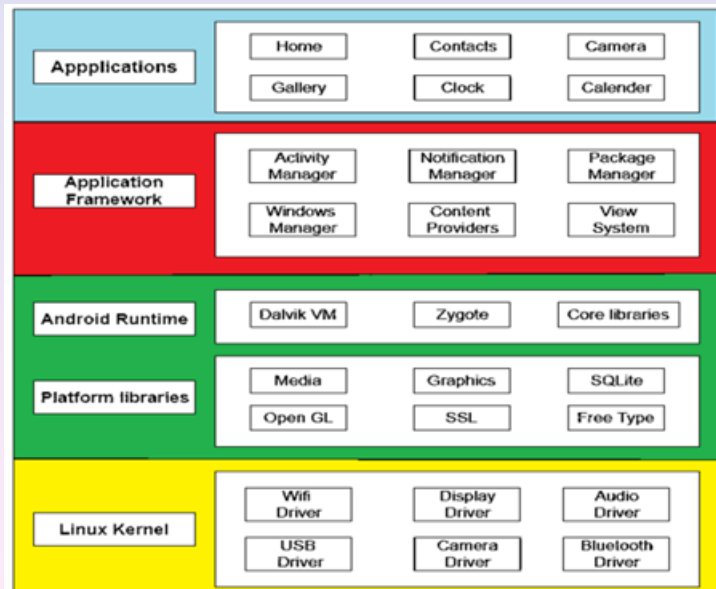 Appplications
Home
Contacts
Camera
Gallery
Clock
Calender
Application
Framework
Activity
Manager
Notification
Manager
Package
Manager
Windows
Manager
Content
Providers
View
System
Android Runtime
Dalvik VM
Zygote
Core libraries
Platform libraries
Media
Graphics
SQLite
Open GL
SSL
Free Type
Linux Kernel
Wifi
Driver
Display
Driver
Audio
Driver
USB
Driver
Camera
Driver
Bluetooth
Driver